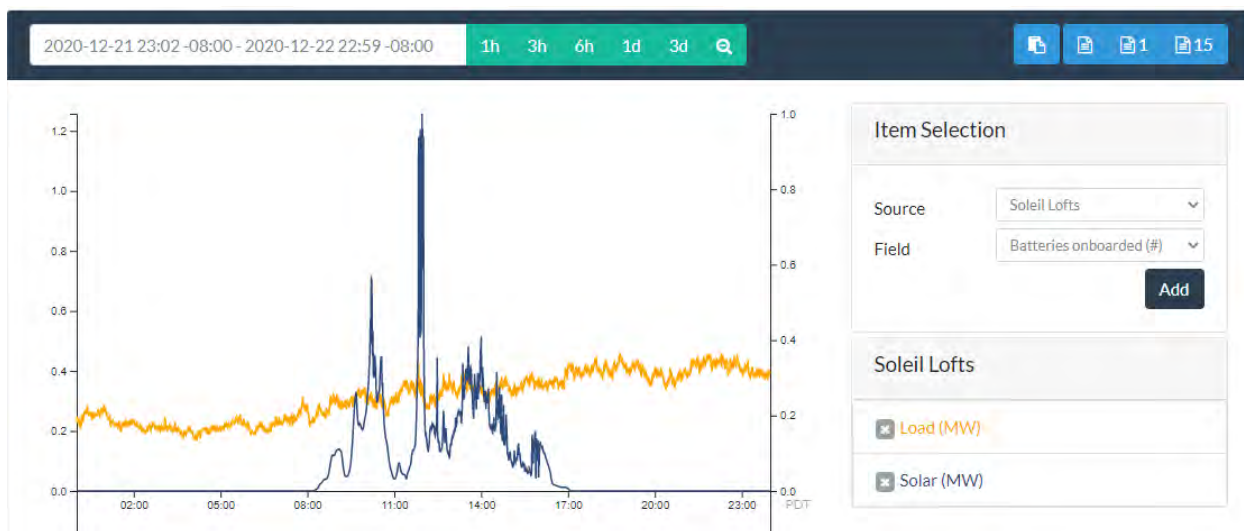 2020-12-21 23:02 -08:00 - 2020-12-22 22:59 -08:00 1h 3h 6h 1d 3d 1 15
1.2
1.0
0.8
0.6
0.4
0.2
0.0
1.0
0.8
0.6
0.4
0.2
0.0
02:00 05:00 08:00 11:00 14:00 17:00 20:00 23:00 PDT
Item Selection
Source Soleil Lofts
Field Batteries onboarded (#)
Add
Soleil Lofts
Load (MW)
Solar (MW)